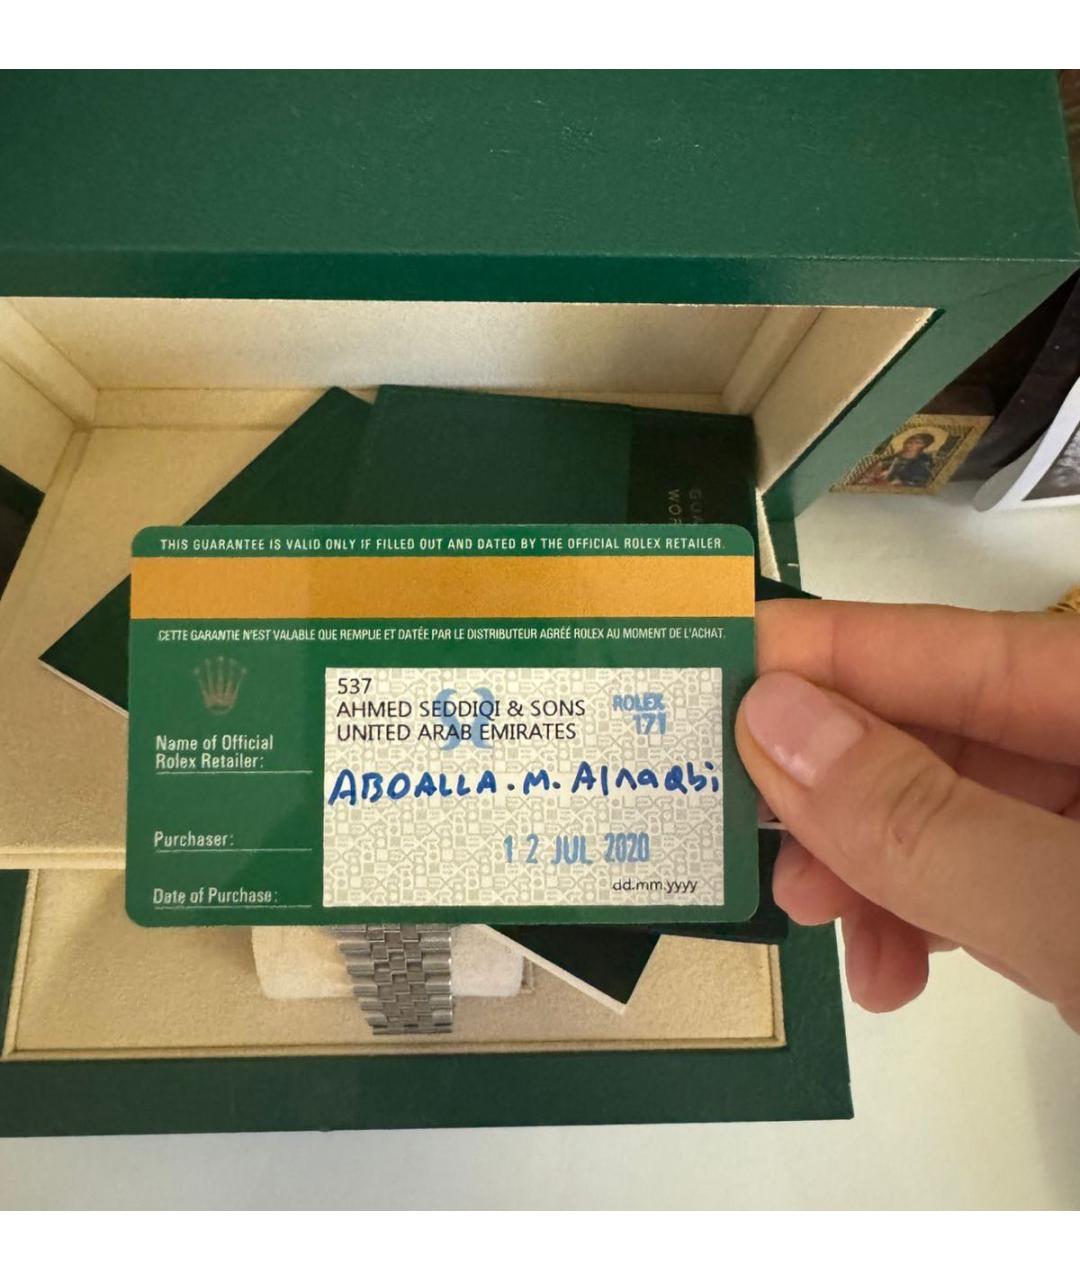 THIS GUARANTEE IS VALID ONLY IF FILLED OUT AND DATED BY THE OFFICIAL ROLEX RETAILER.
CETTE GARANTIE N'EST VALABLE QUE REMPLIE ET DATÉE PAR LE DISTRIBUTEUR AGRÉÉ ROLEX AU MOMENT DE L'ACHAT.
537
AHMED SEDDIQI & SONS
UNITED ARAB EMIRATES
ROLEX
171
Name of Official
Rolex Retailer:
ABOALLA.M.Alnaqbi
Purchaser:
12 JUL 2020
dd.mm.yyyy
Date of Purchase: